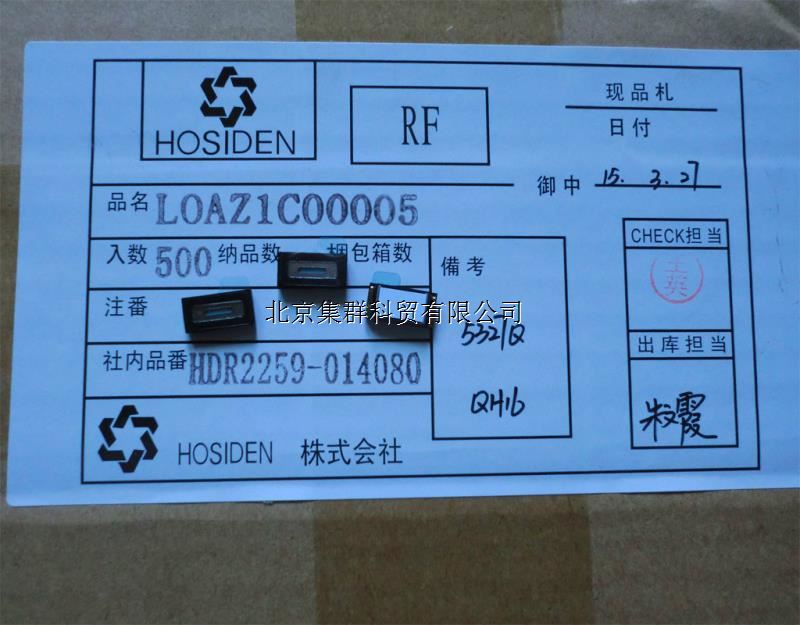 HOSIDEN
RF
现品札
日付
御中 15. 3. 27
品名 L0AZ1C00005
入数 500 纳品数 梱包箱数
備考
CHECK担当
王英
注番
北京集群科贸有限公司
出库担当
社内品番 HDR2259-014080
QH16
HOSIDEN 株式会社